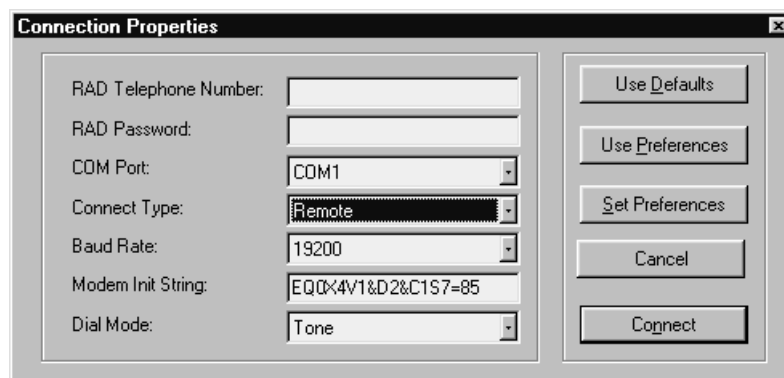 Connection Properties
RAD Telephone Number:
RAD Password:
COM Port: COM1
Connect Type: Remote
Baud Rate: 19200
Modem Init String: EQ0X4V1&D2&C1S7=85
Dial Mode: Tone
Use Defaults
Use Preferences
Set Preferences
Cancel
Connect